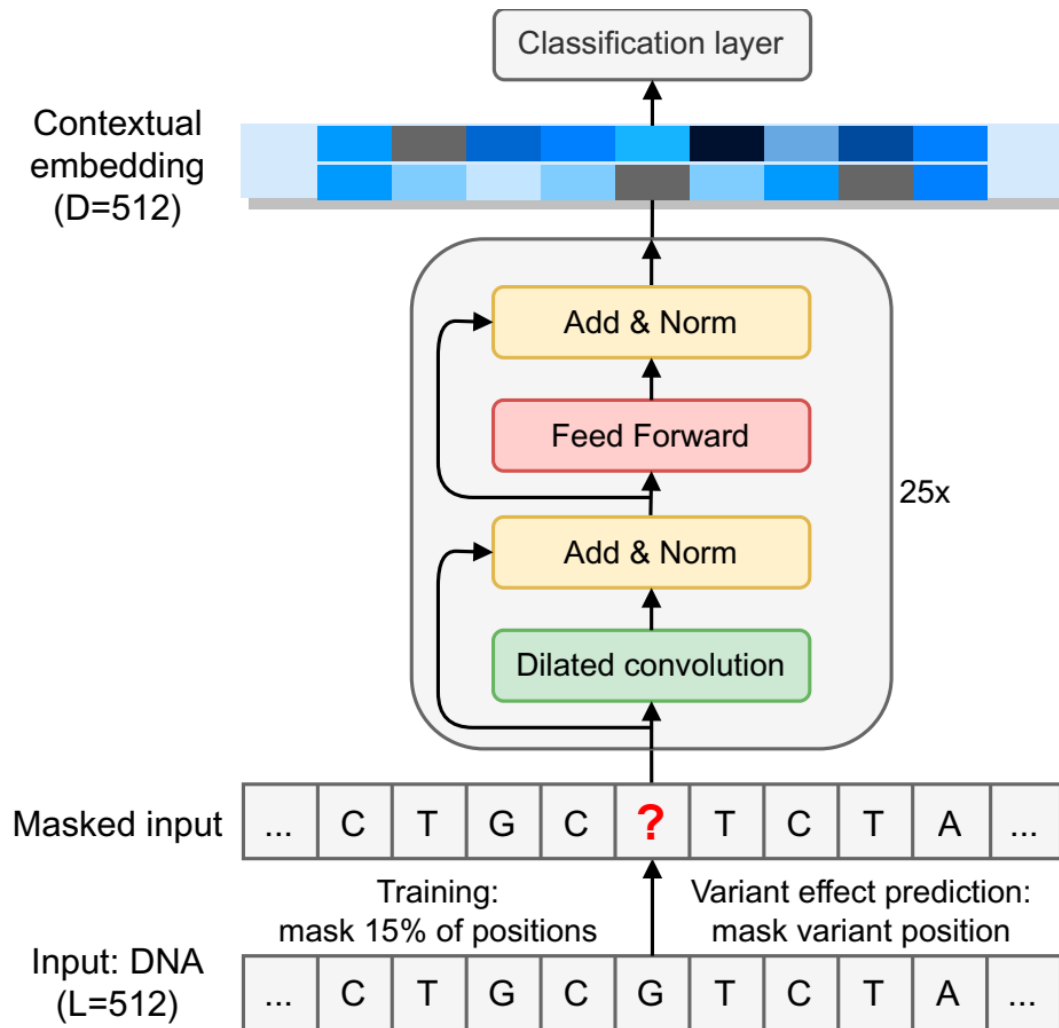 Classification layer
Contextual
embedding
(D=512)
Add & Norm
Feed Forward
25x
Add & Norm
Dilated convolution
Masked input
... C T G C ? T C T A ...
Training:
mask 15% of positions
Variant effect prediction:
mask variant position
Input: DNA
(L=512)
... C T G C G T C T A ...